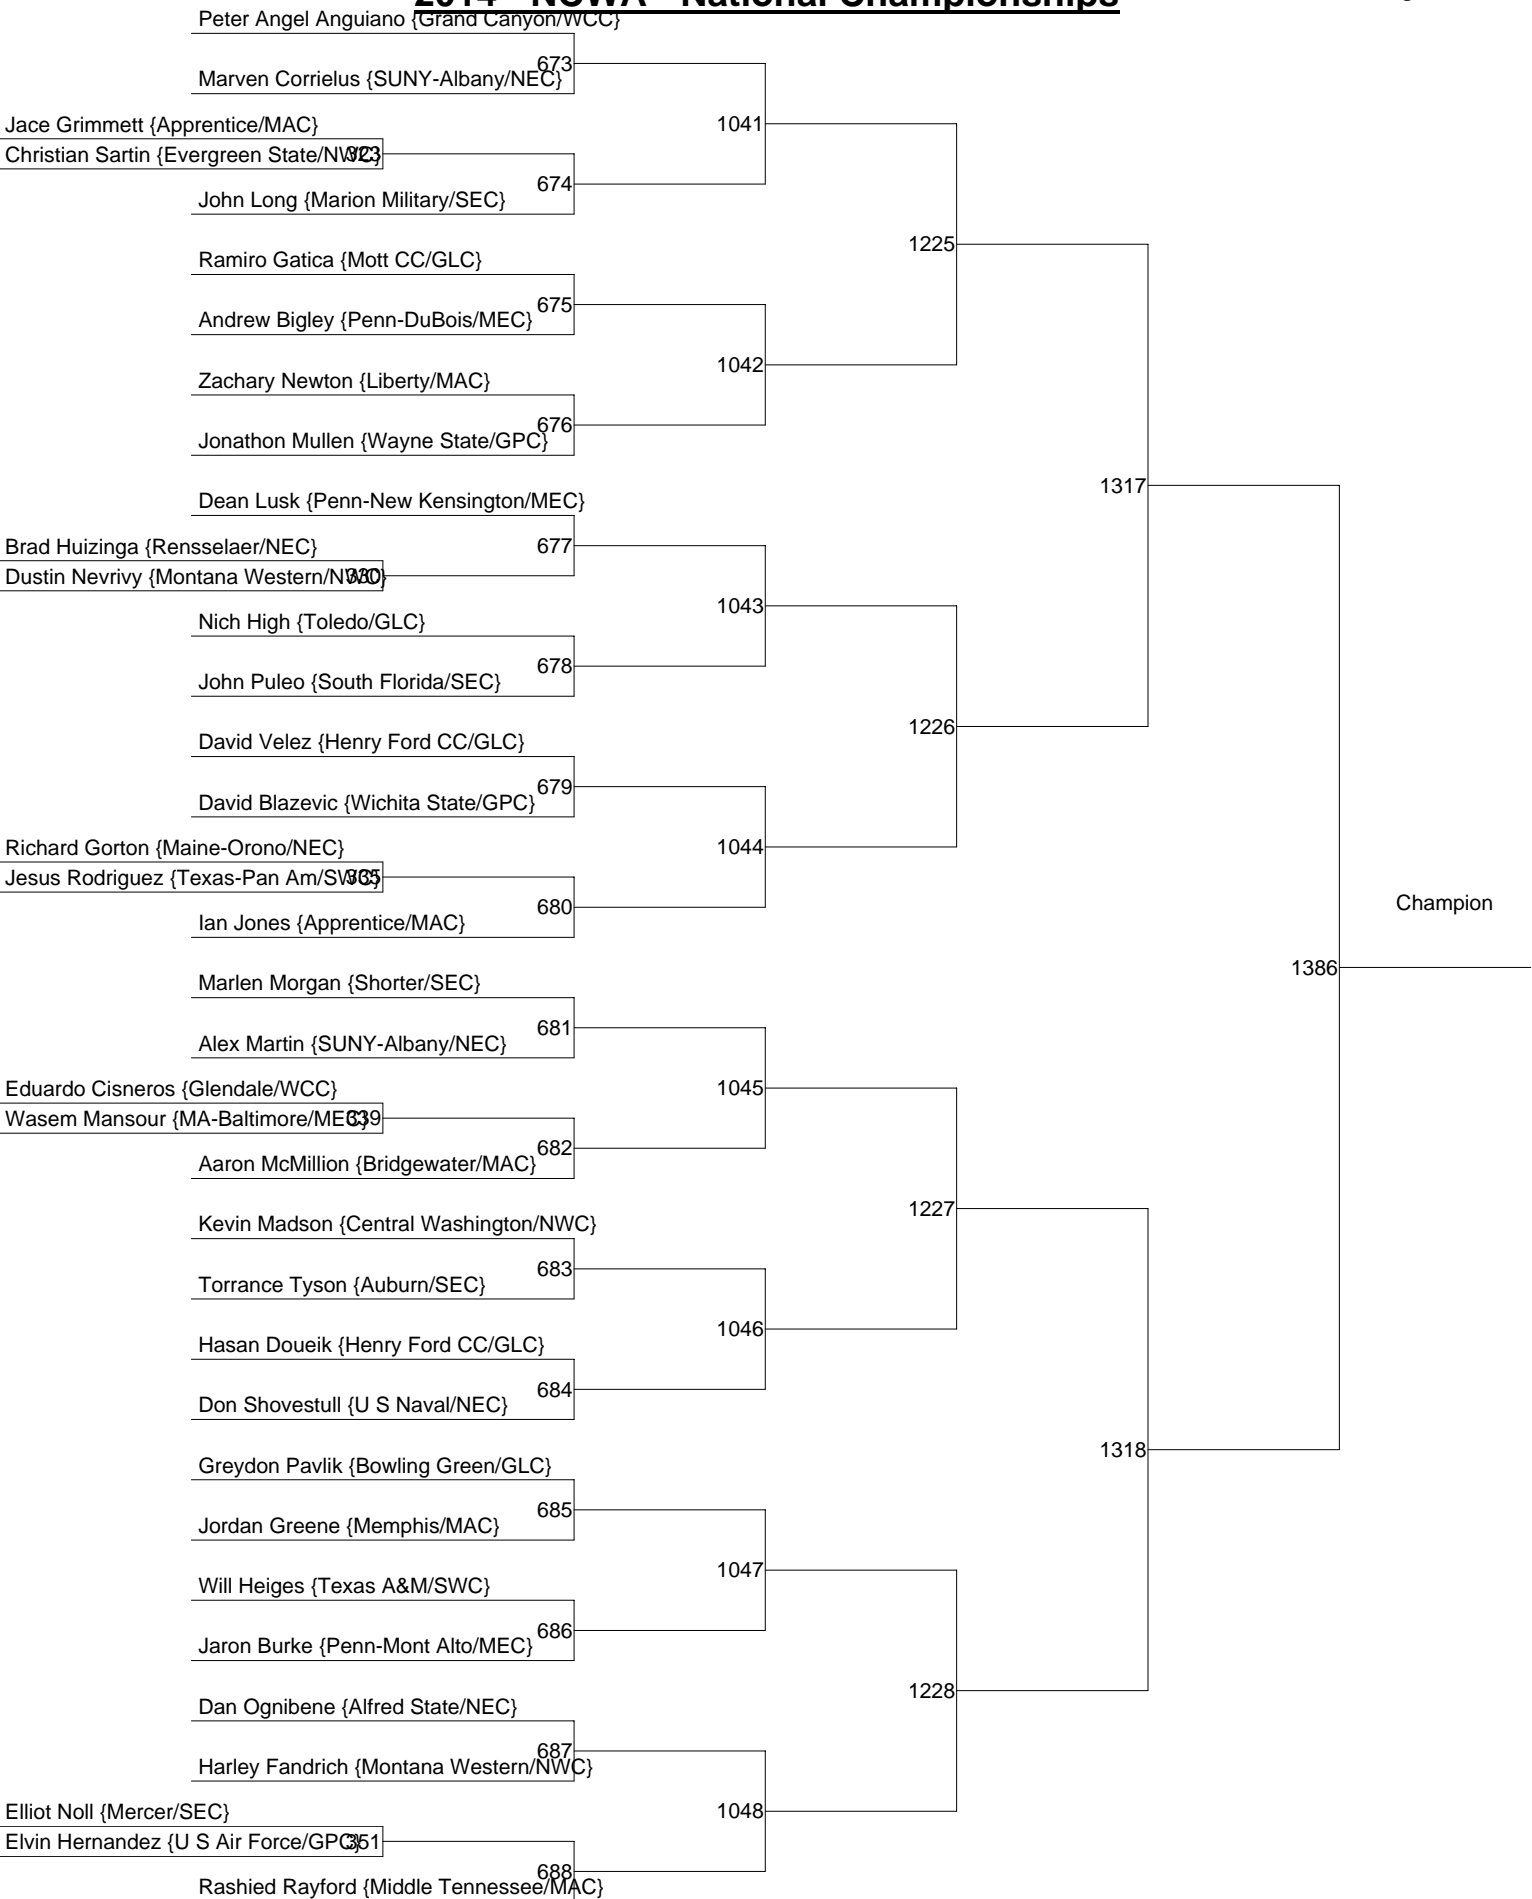 2014 - NCWA - National Championships
Peter Angel Anguiano {Grand Canyon/WCC}
673
Marven Corrielus {SUNY-Albany/NEC}
Jace Grimmett {Apprentice/MAC}
1041
Christian Sartin {Evergreen State/NWC}
323
674
John Long {Marion Military/SEC}
1225
Ramiro Gatica {Mott CC/GLC}
675
Andrew Bigley {Penn-DuBois/MEC}
1042
Zachary Newton {Liberty/MAC}
676
Jonathon Mullen {Wayne State/GPC}
1317
Dean Lusk {Penn-New Kensington/MEC}
Brad Huizinga {Rensselaer/NEC}
677
Dustin Nevrivy {Montana Western/NWC}
330
1043
Nich High {Toledo/GLC}
678
John Puleo {South Florida/SEC}
1226
David Velez {Henry Ford CC/GLC}
679
David Blazevic {Wichita State/GPC}
Richard Gorton {Maine-Orono/NEC}
1044
Jesus Rodriguez {Texas-Pan Am/SWC}
335
680
Champion
Ian Jones {Apprentice/MAC}
1386
Marlen Morgan {Shorter/SEC}
681
Alex Martin {SUNY-Albany/NEC}
Eduardo Cisneros {Glendale/WCC}
1045
Wasem Mansour {MA-Baltimore/MEC}
339
682
Aaron McMillion {Bridgewater/MAC}
1227
Kevin Madson {Central Washington/NWC}
683
Torrance Tyson {Auburn/SEC}
1046
Hasan Doueik {Henry Ford CC/GLC}
684
Don Shovestull {U S Naval/NEC}
1318
Greydon Pavlik {Bowling Green/GLC}
685
Jordan Greene {Memphis/MAC}
1047
Will Heiges {Texas A&M/SWC}
686
Jaron Burke {Penn-Mont Alto/MEC}
1228
Dan Ognibene {Alfred State/NEC}
687
Harley Fandrich {Montana Western/NWC}
Elliot Noll {Mercer/SEC}
1048
Elvin Hernandez {U S Air Force/GPC}
351
688
Rashied Rayford {Middle Tennessee/MAC}